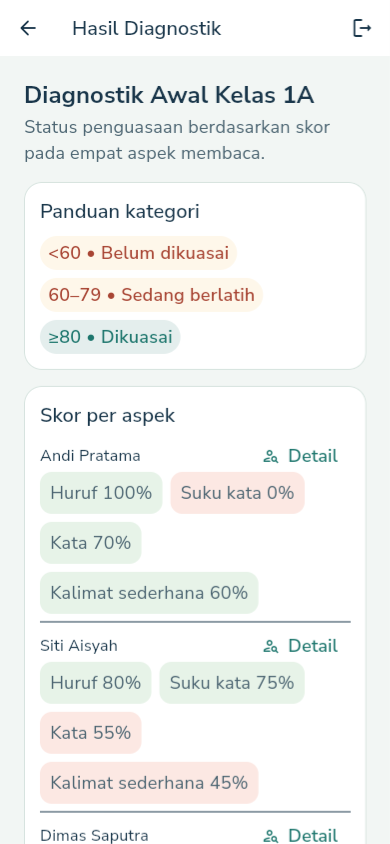 Hasil Diagnostik
Diagnostik Awal Kelas 1A
Status penguasaan berdasarkan skor
pada empat aspek membaca.
Panduan kategori
<60 • Belum dikuasai
60–79 • Sedang berlatih
≥80 • Dikuasai
Skor per aspek
Andi Pratama Detail
Huruf 100% Suku kata 0%
Kata 70%
Kalimat sederhana 60%
Siti Aisyah Detail
Huruf 80% Suku kata 75%
Kata 55%
Kalimat sederhana 45%
Dimas Saputra Detail